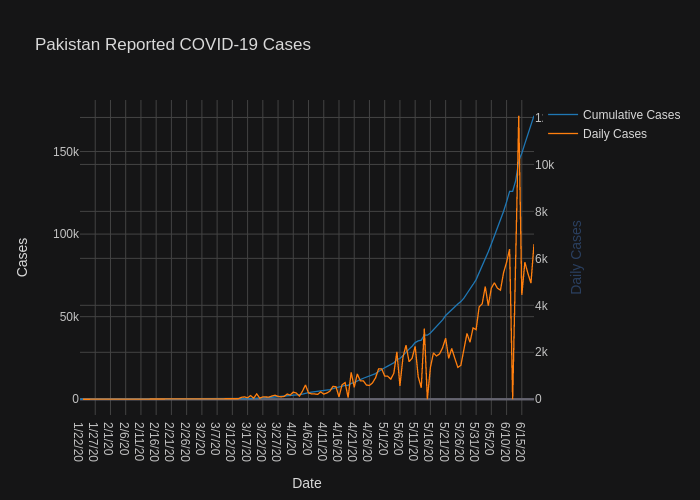 Pakistan Reported COVID-19 Cases
Cumulative Cases
Daily Cases
150k
100k
50k
0
Cases
10k
8k
6k
4k
2k
0
Daily Cases
1/22/20
1/27/20
2/1/20
2/6/20
2/11/20
2/16/20
2/21/20
2/26/20
3/2/20
3/7/20
3/12/20
3/17/20
3/22/20
3/27/20
4/1/20
4/6/20
4/11/20
4/16/20
4/21/20
4/26/20
5/1/20
5/6/20
5/11/20
5/16/20
5/21/20
5/26/20
5/31/20
6/5/20
6/10/20
6/15/20
Date